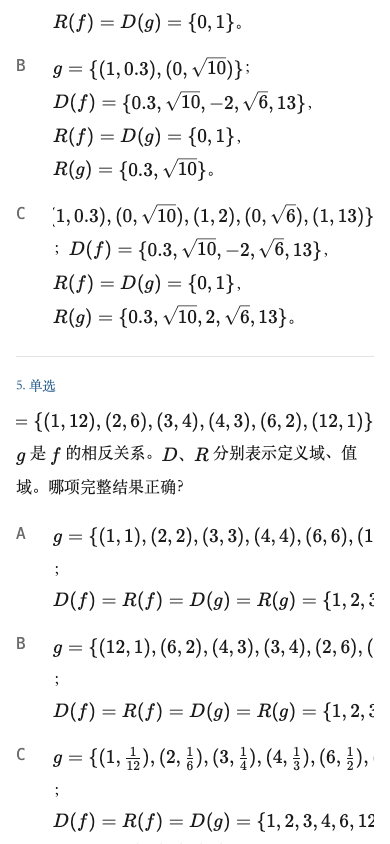 R(f) = D(g) = {0, 1}。
B
g = {(1, 0.3), (0, √10)};
D(f) = {0.3, √10, −2, √6, 13},
R(f) = D(g) = {0, 1},
R(g) = {0.3, √10}。
C
1, 0.3), (0, √10), (1, 2), (0, √6), (1, 13)}
; D(f) = {0.3, √10, −2, √6, 13},
R(f) = D(g) = {0, 1},
R(g) = {0.3, √10, 2, √6, 13}。
5. 单选
= {(1, 12), (2, 6), (3, 4), (4, 3), (6, 2), (12, 1)}
g 是 f 的相反关系。D、R 分别表示定义域、值
域。哪项完整结果正确?
A
g = {(1, 1), (2, 2), (3, 3), (4, 4), (6, 6), (1
;
D(f) = R(f) = D(g) = R(g) = {1, 2, 3
B
g = {(12, 1), (6, 2), (4, 3), (3, 4), (2, 6), (
;
D(f) = R(f) = D(g) = R(g) = {1, 2, 3
C
g = {(1, 1/12), (2, 1/6), (3, 1/4), (4, 1/3), (6, 1/2),
;
D(f) = R(f) = D(g) = {1, 2, 3, 4, 6, 12